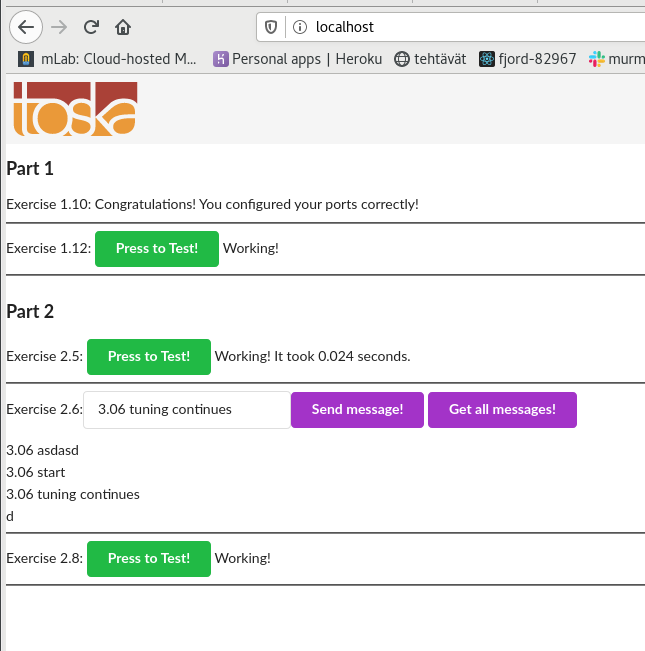 localhost
mLab: Cloud-hosted M... Personal apps | Heroku tehtävät fjord-82967 murm
toska
Part 1
Exercise 1.10: Congratulations! You configured your ports correctly!
Exercise 1.12: Press to Test! Working!
Part 2
Exercise 2.5: Press to Test! Working! It took 0.024 seconds.
Exercise 2.6: 3.06 tuning continues Send message! Get all messages!
3.06 asdasd
3.06 start
3.06 tuning continues
d
Exercise 2.8: Press to Test! Working!